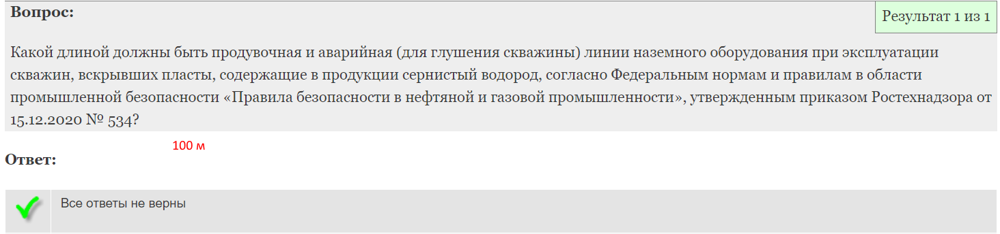 Вопрос:
Результат 1 из 1
Какой длиной должны быть продувочная и аварийная (для глушения скважины) линии наземного оборудования при эксплуатации
скважин, вскрывших пласты, содержащие в продукции сернистый водород, согласно Федеральным нормам и правилам в области
промышленной безопасности «Правила безопасности в нефтяной и газовой промышленности», утвержденным приказом Ростехнадзора от
15.12.2020 № 534?
100 м
Ответ:
Все ответы не верны